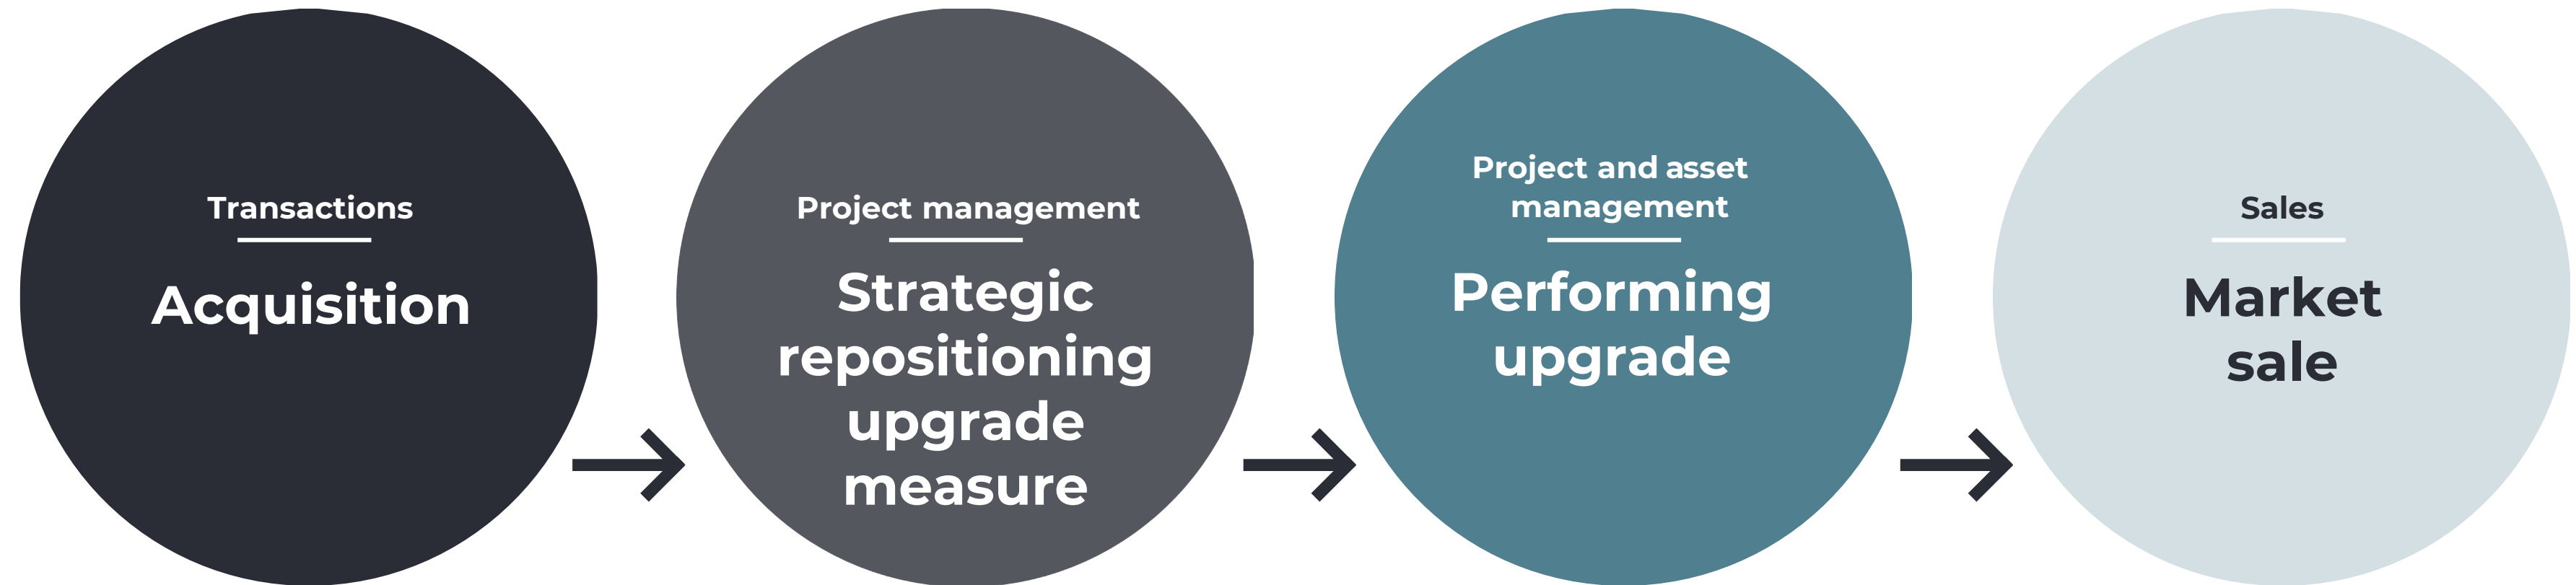 Transactions
Acquisition
Project management
Strategic
repositioning
upgrade
measure
Project and asset
management
Performing
upgrade
Sales
Market
sale